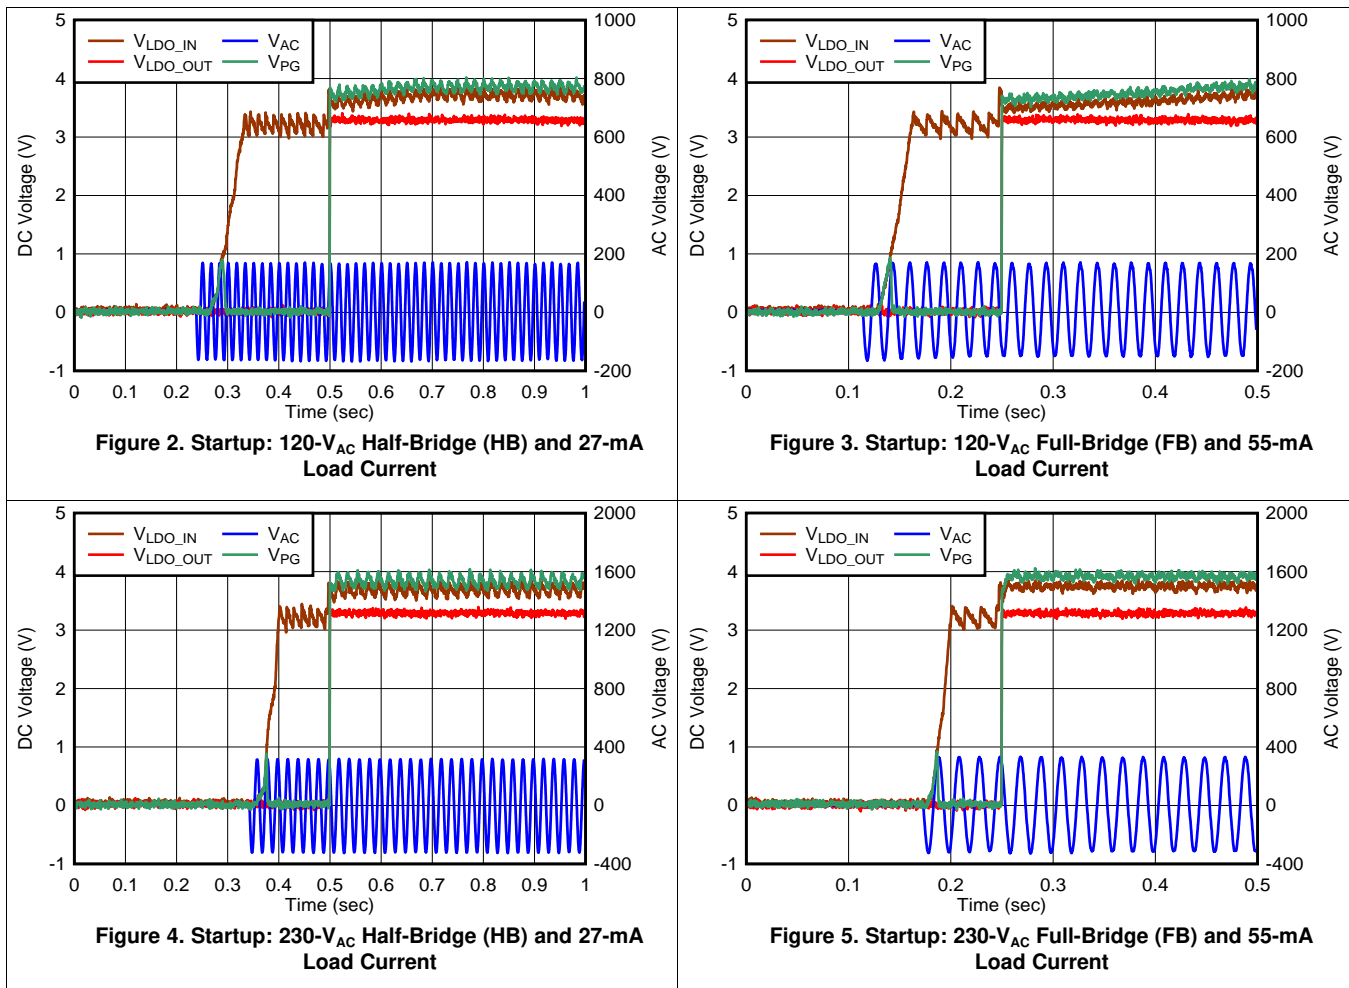 5
4
3
2
1
0
-1
1000
800
600
400
200
0
-200
V_LDO_IN V_AC
V_LDO_OUT V_PG
DC Voltage (V)
AC Voltage (V)
0 0.1 0.2 0.3 0.4 0.5 0.6 0.7 0.8 0.9 1
Time (sec)
Figure 2. Startup: 120-V_AC Half-Bridge (HB) and 27-mA
Load Current
5
4
3
2
1
0
-1
1000
800
600
400
200
0
-200
V_LDO_IN V_AC
V_LDO_OUT V_PG
DC Voltage (V)
AC Voltage (V)
0 0.1 0.2 0.3 0.4 0.5
Time (sec)
Figure 3. Startup: 120-V_AC Full-Bridge (FB) and 55-mA
Load Current
5
4
3
2
1
0
-1
2000
1600
1200
800
400
0
-400
V_LDO_IN V_AC
V_LDO_OUT V_PG
DC Voltage (V)
AC Voltage (V)
0 0.1 0.2 0.3 0.4 0.5 0.6 0.7 0.8 0.9 1
Time (sec)
Figure 4. Startup: 230-V_AC Half-Bridge (HB) and 27-mA
Load Current
5
4
3
2
1
0
-1
2000
1600
1200
800
400
0
-400
V_LDO_IN V_AC
V_LDO_OUT V_PG
DC Voltage (V)
AC Voltage (V)
0 0.1 0.2 0.3 0.4 0.5
Time (sec)
Figure 5. Startup: 230-V_AC Full-Bridge (FB) and 55-mA
Load Current